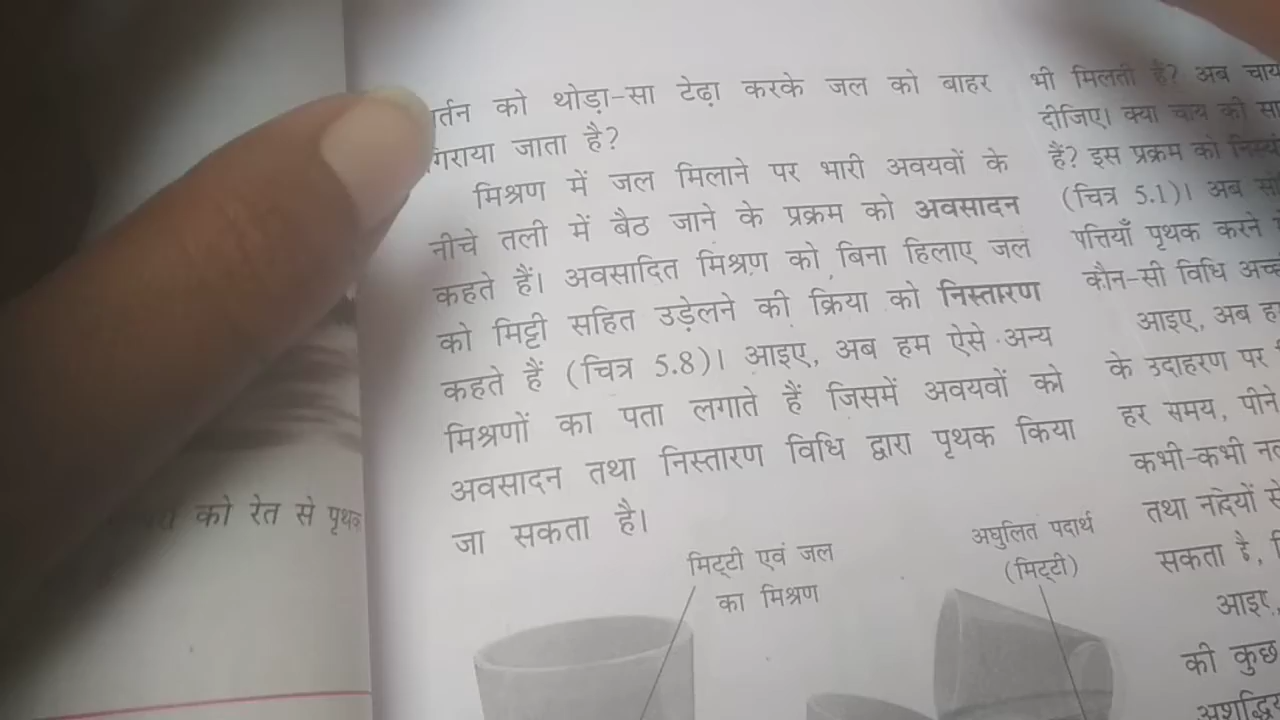 को थोड़ा-सा टेढ़ा करके जल को बाहर
जाता है?
मिश्रण में जल मिलाने पर भारी अवयवों के
नीचे तली में बैठ जाने के प्रक्रम को अवसादन
कहते हैं। अवसादित मिश्रण को बिना हिलाए जल
को मिट्टी सहित उड़ेलने की क्रिया को निस्तारण
कहते हैं (चित्र 5.8)। आइए, अब हम ऐसे अन्य
मिश्रणों का पता लगाते हैं जिसमें अवयवों को
अवसादन तथा निस्तारण विधि द्वारा पृथक किया
जा सकता है।
मिट्टी एवं जल
का मिश्रण
अघुलित पदार्थ
(मिट्टी)
को रेत से पृथक
भी मिलती है? अब चाय
दीजिए। क्या चाय की
हैं? इस प्रक्रम को
(चित्र 5.1)। अब
पत्तियाँ पृथक करने
कौन-सी विधि
आइए, अब
के उदाहरण पर
हर समय, पीने
कभी-कभी
तथा नदियों
सकता है,
आइए,
की कुछ